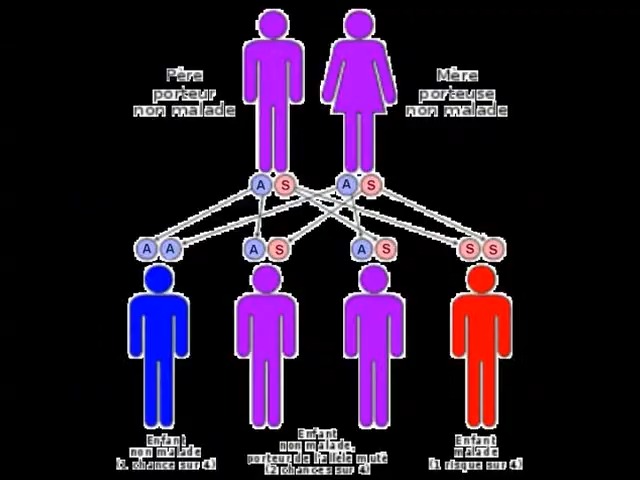 Père
porteur
non malade
Mère
porteuse
non malade
A S A S
A A A S A S S S
Enfant
non malade
(1 chance sur 4)
Enfant
non malade,
porteur de l'allèle muté
(2 chances sur 4)
Enfant
malade
(1 risque sur 4)